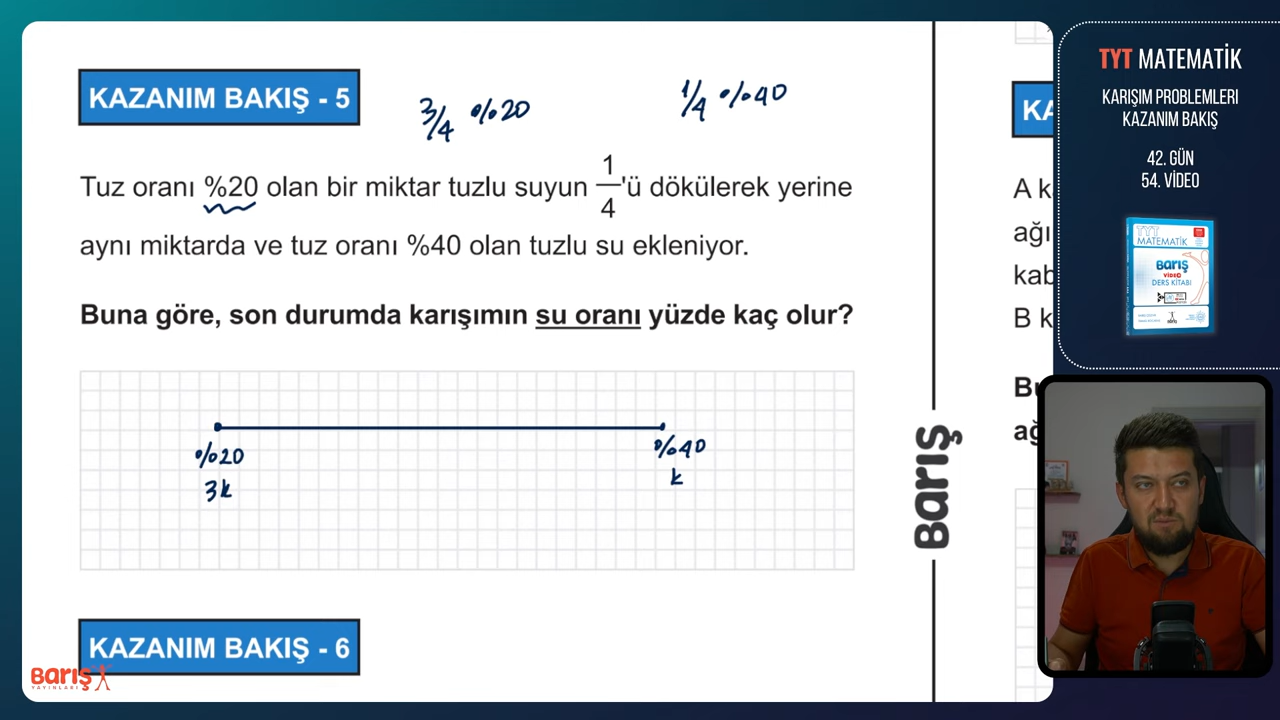 KAZANIM BAKIŞ - 5
3/4 %20
1/4 %40
Tuz oranı %20 olan bir miktar tuzlu suyun 1/4'ü dökülerek yerine
aynı miktarda ve tuz oranı %40 olan tuzlu su ekleniyor.
Buna göre, son durumda karışımın su oranı yüzde kaç olur?
%20
3k
%40
k
KAZANIM BAKIŞ - 6
BARIŞ
YAYINLARI
Barış
KA
A k
ağı
kab
B k
Bu
ağ
TYT MATEMATİK
KARIŞIM PROBLEMLERI
KAZANIM BAKIŞ
42. GÜN
54. VİDEO
TYT
MATEMATİK
Barış
VİDEO
DERS KİTABI